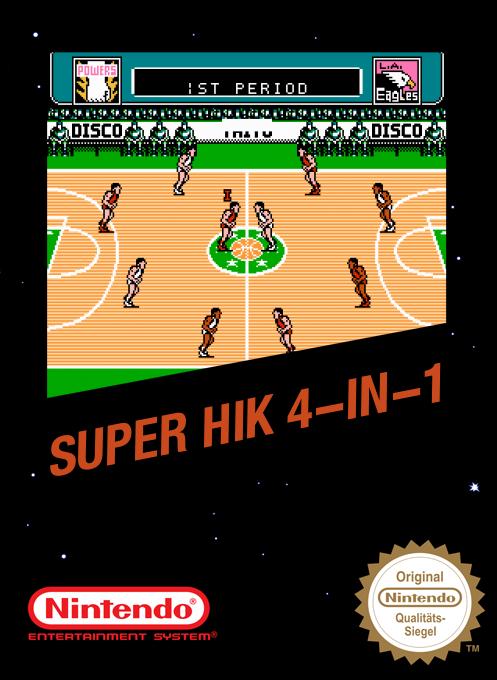 POWERS
1ST PERIOD
L.A.
Eagles
DISCO
TAITO
DISCO
I
SUPER HIK 4-IN-1
Nintendo®
ENTERTAINMENT SYSTEM®
Original
Nintendo
Qualitäts-
Siegel
TM